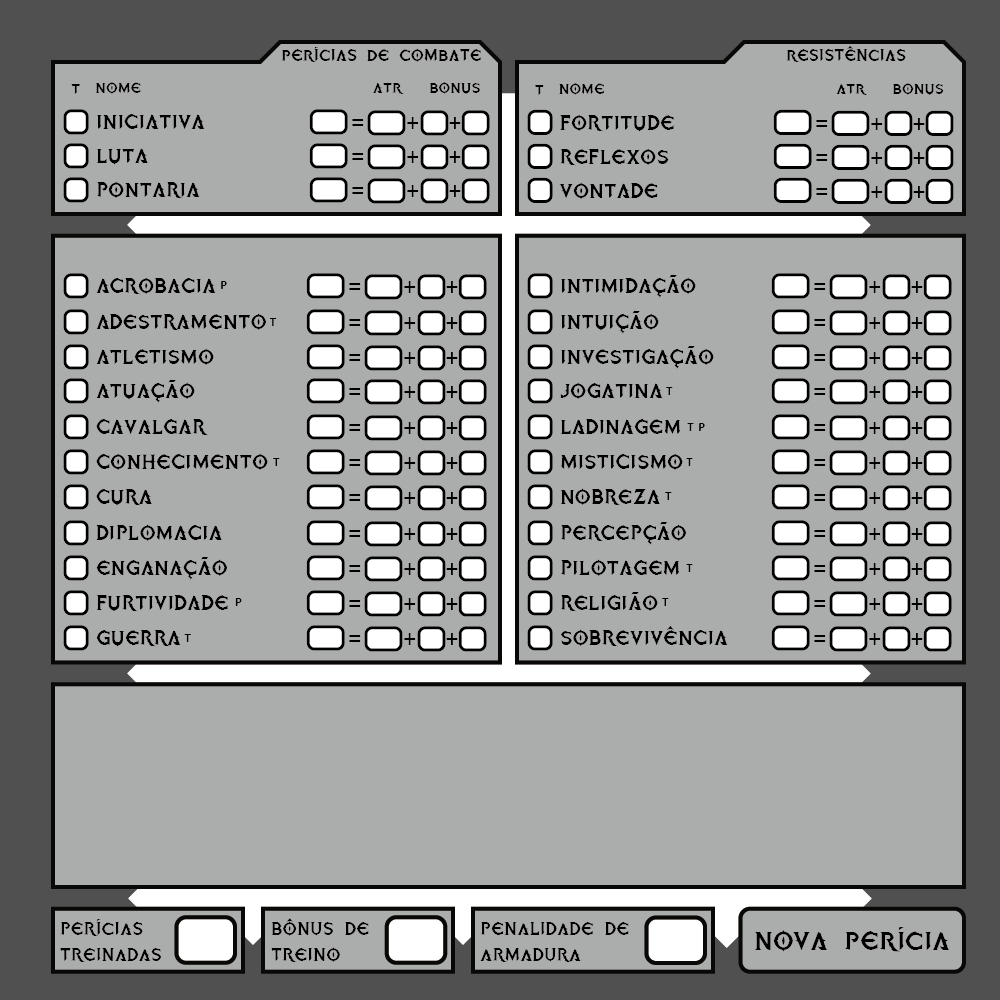 PERÍCIAS DE COMBATE
T NOME ATR BÔNUS
INICIATIVA = + +
LUTA = + +
PONTARIA = + +
RESISTÊNCIAS
T NOME ATR BÔNUS
FORTITUDE = + +
REFLEXOS = + +
VONTADE = + +
ACROBACIA P = + +
ADESTRAMENTO T = + +
ATLETISMO = + +
ATUAÇÃO = + +
CAVALGAR = + +
CONHECIMENTO T = + +
CURA = + +
DIPLOMACIA = + +
ENGANAÇÃO = + +
FURTIVIDADE P = + +
GUERRA T = + +
INTIMIDAÇÃO = + +
INTUIÇÃO = + +
INVESTIGAÇÃO = + +
JOGATINA T = + +
LADINAGEM T P = + +
MISTICISMO T = + +
NOBREZA T = + +
PERCEPÇÃO = + +
PILOTAGEM T = + +
RELIGIÃO T = + +
SOBREVIVÊNCIA = + +
PERÍCIAS
TREINADAS
BÔNUS DE
TREINO
PENALIDADE DE
ARMADURA
NOVA PERÍCIA